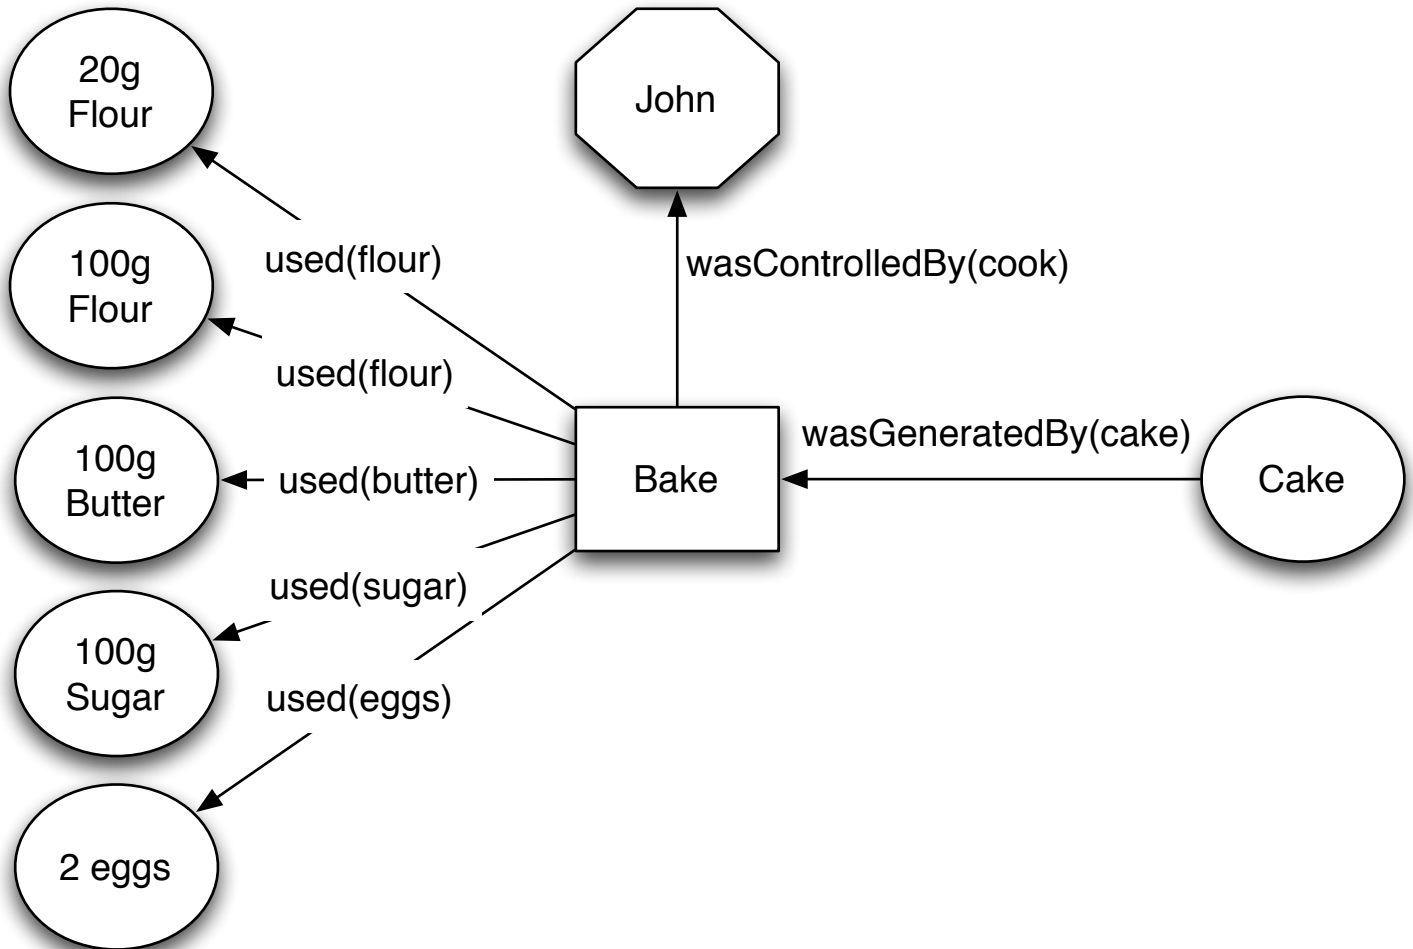 20g
Flour
John
100g
Flour
used(flour)
wasControlledBy(cook)
used(flour)
100g
Butter
used(butter)
Bake
wasGeneratedBy(cake)
Cake
used(sugar)
100g
Sugar
used(eggs)
2 eggs